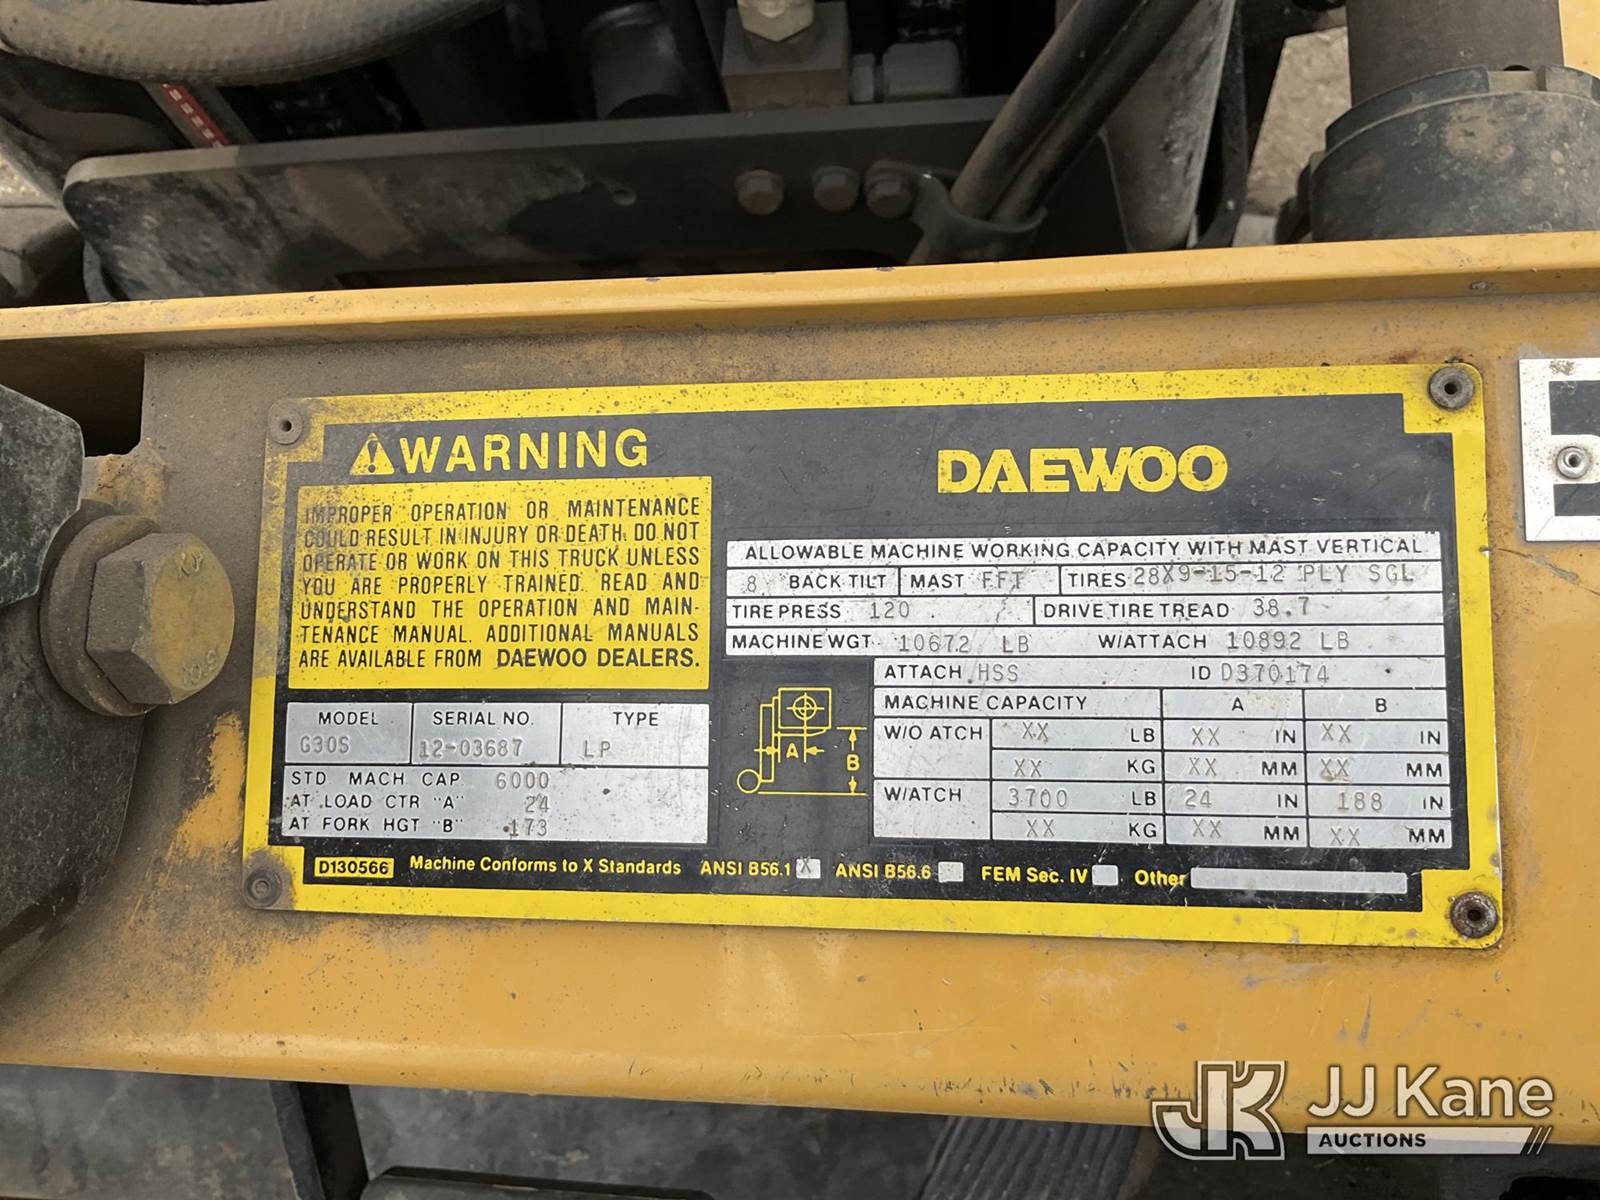 WARNING
IMPROPER OPERATION OR MAINTENANCE
COULD RESULT IN INJURY OR DEATH. DO NOT
OPERATE OR WORK ON THIS TRUCK UNLESS
YOU ARE PROPERLY TRAINED. READ AND
UNDERSTAND THE OPERATION AND MAIN-
TENANCE MANUAL. ADDITIONAL MANUALS
ARE AVAILABLE FROM DAEWOO DEALERS.
MODEL SERIAL NO. TYPE
G30S 12-03687 LP
STD MACH CAP. 6000
AT LOAD CTR "A" 24
AT FORK HGT "B" 173
DAEWOO
ALLOWABLE MACHINE WORKING CAPACITY WITH MAST VERTICAL
8 BACK TILT MAST FFT TIRES 28X9-15-12 PLY SGL
TIRE PRESS 120 DRIVE TIRE TREAD 38.7
MACHINE WGT 10672 LB W/ATTACH 10892 LB
ATTACH HSS ID D370174
MACHINE CAPACITY A B
W/O ATCH XX LB XX IN XX IN
XX KG XX MM XX MM
W/ATCH 3700 LB 24 IN 188 IN
XX KG XX MM XX MM
A
B
D130566 Machine Conforms to X Standards ANSI B56.1 X ANSI B56.6 FEM Sec. IV Other
10.9
JK JJ Kane
AUCTIONS